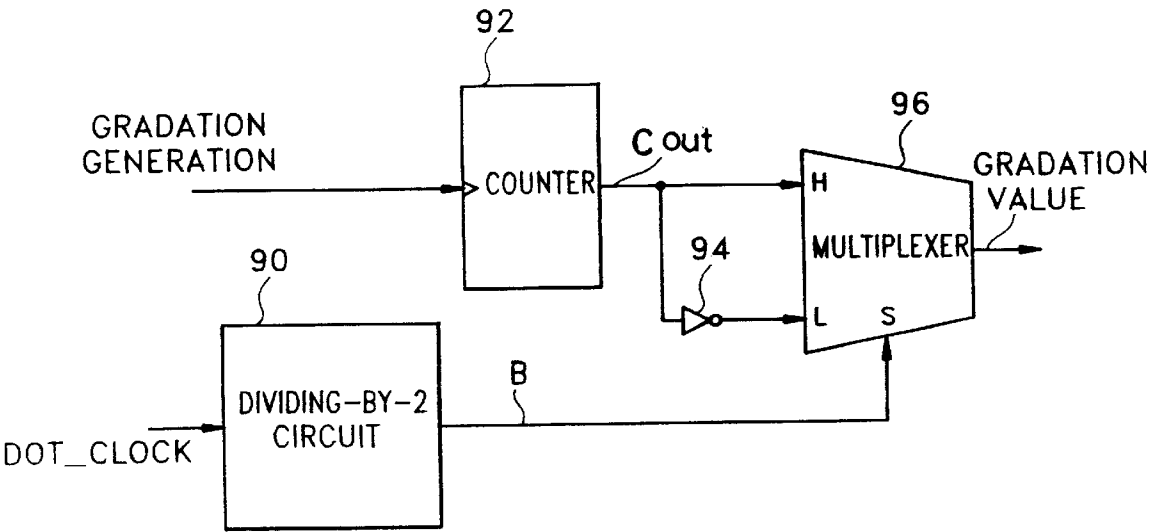 92
GRADATION
GENERATION
COUNTER
C out
96
GRADATION
VALUE
H
MULTIPLEXER
94
L
S
90
DIVIDING-BY-2
CIRCUIT
B
DOT_CLOCK